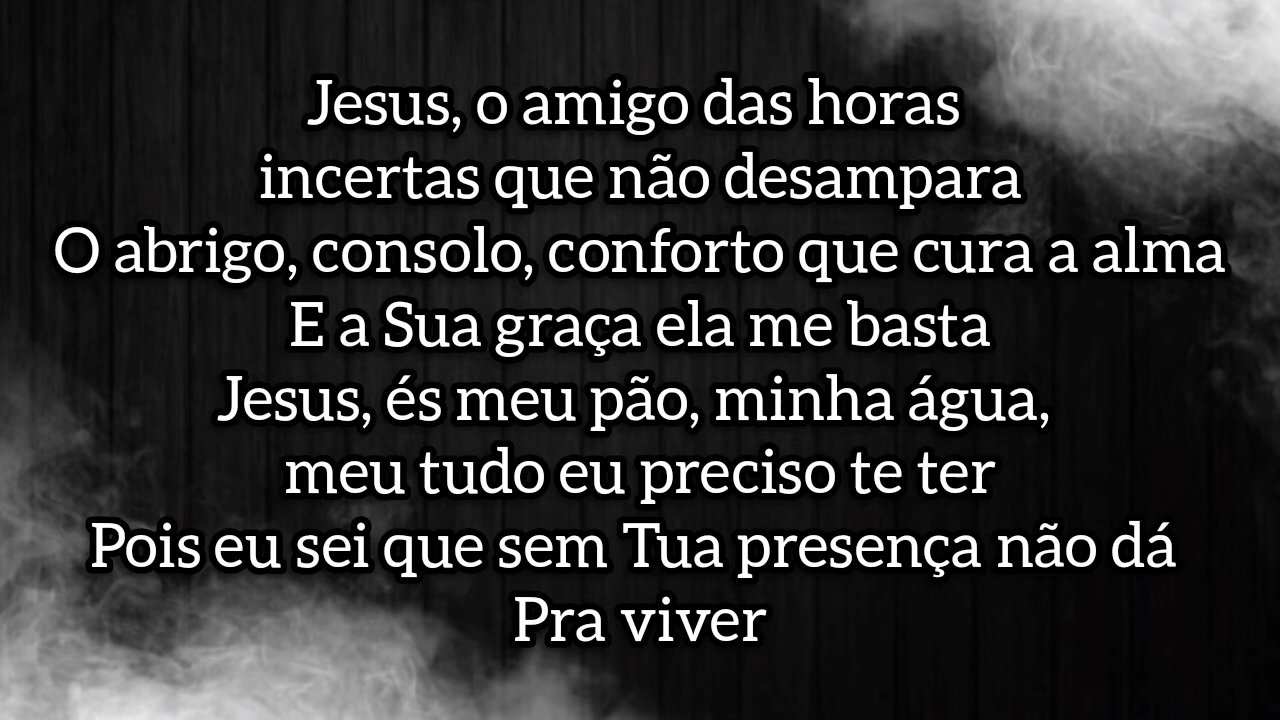 Jesus, o amigo das horas
incertas que não desampara
O abrigo, consolo, conforto que cura a alma
E a Sua graça ela me basta
Jesus, és meu pão, minha água,
meu tudo eu preciso te ter
Pois eu sei que sem Tua presença não dá
Pra viver